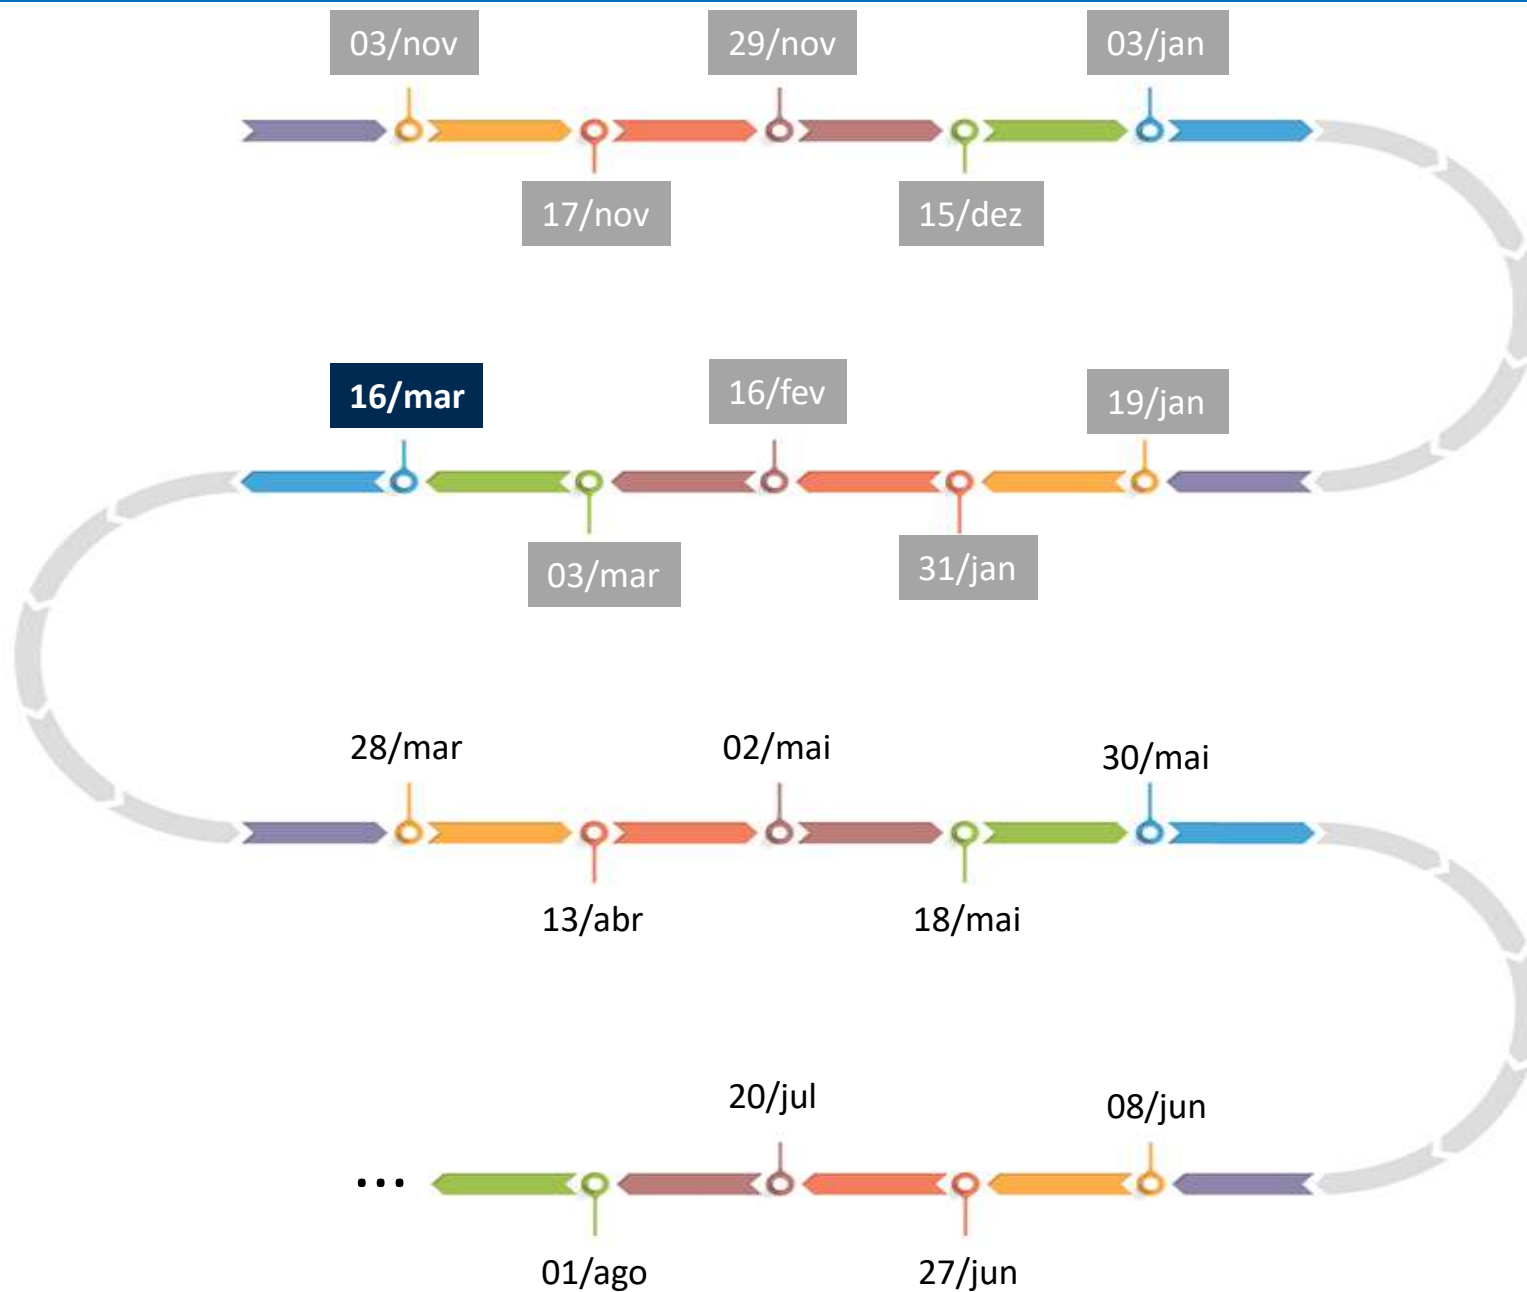 03/nov
17/nov
29/nov
15/dez
03/jan
19/jan
31/jan
16/fev
03/mar
16/mar
28/mar
13/abr
02/mai
18/mai
30/mai
08/jun
27/jun
20/jul
01/ago
...